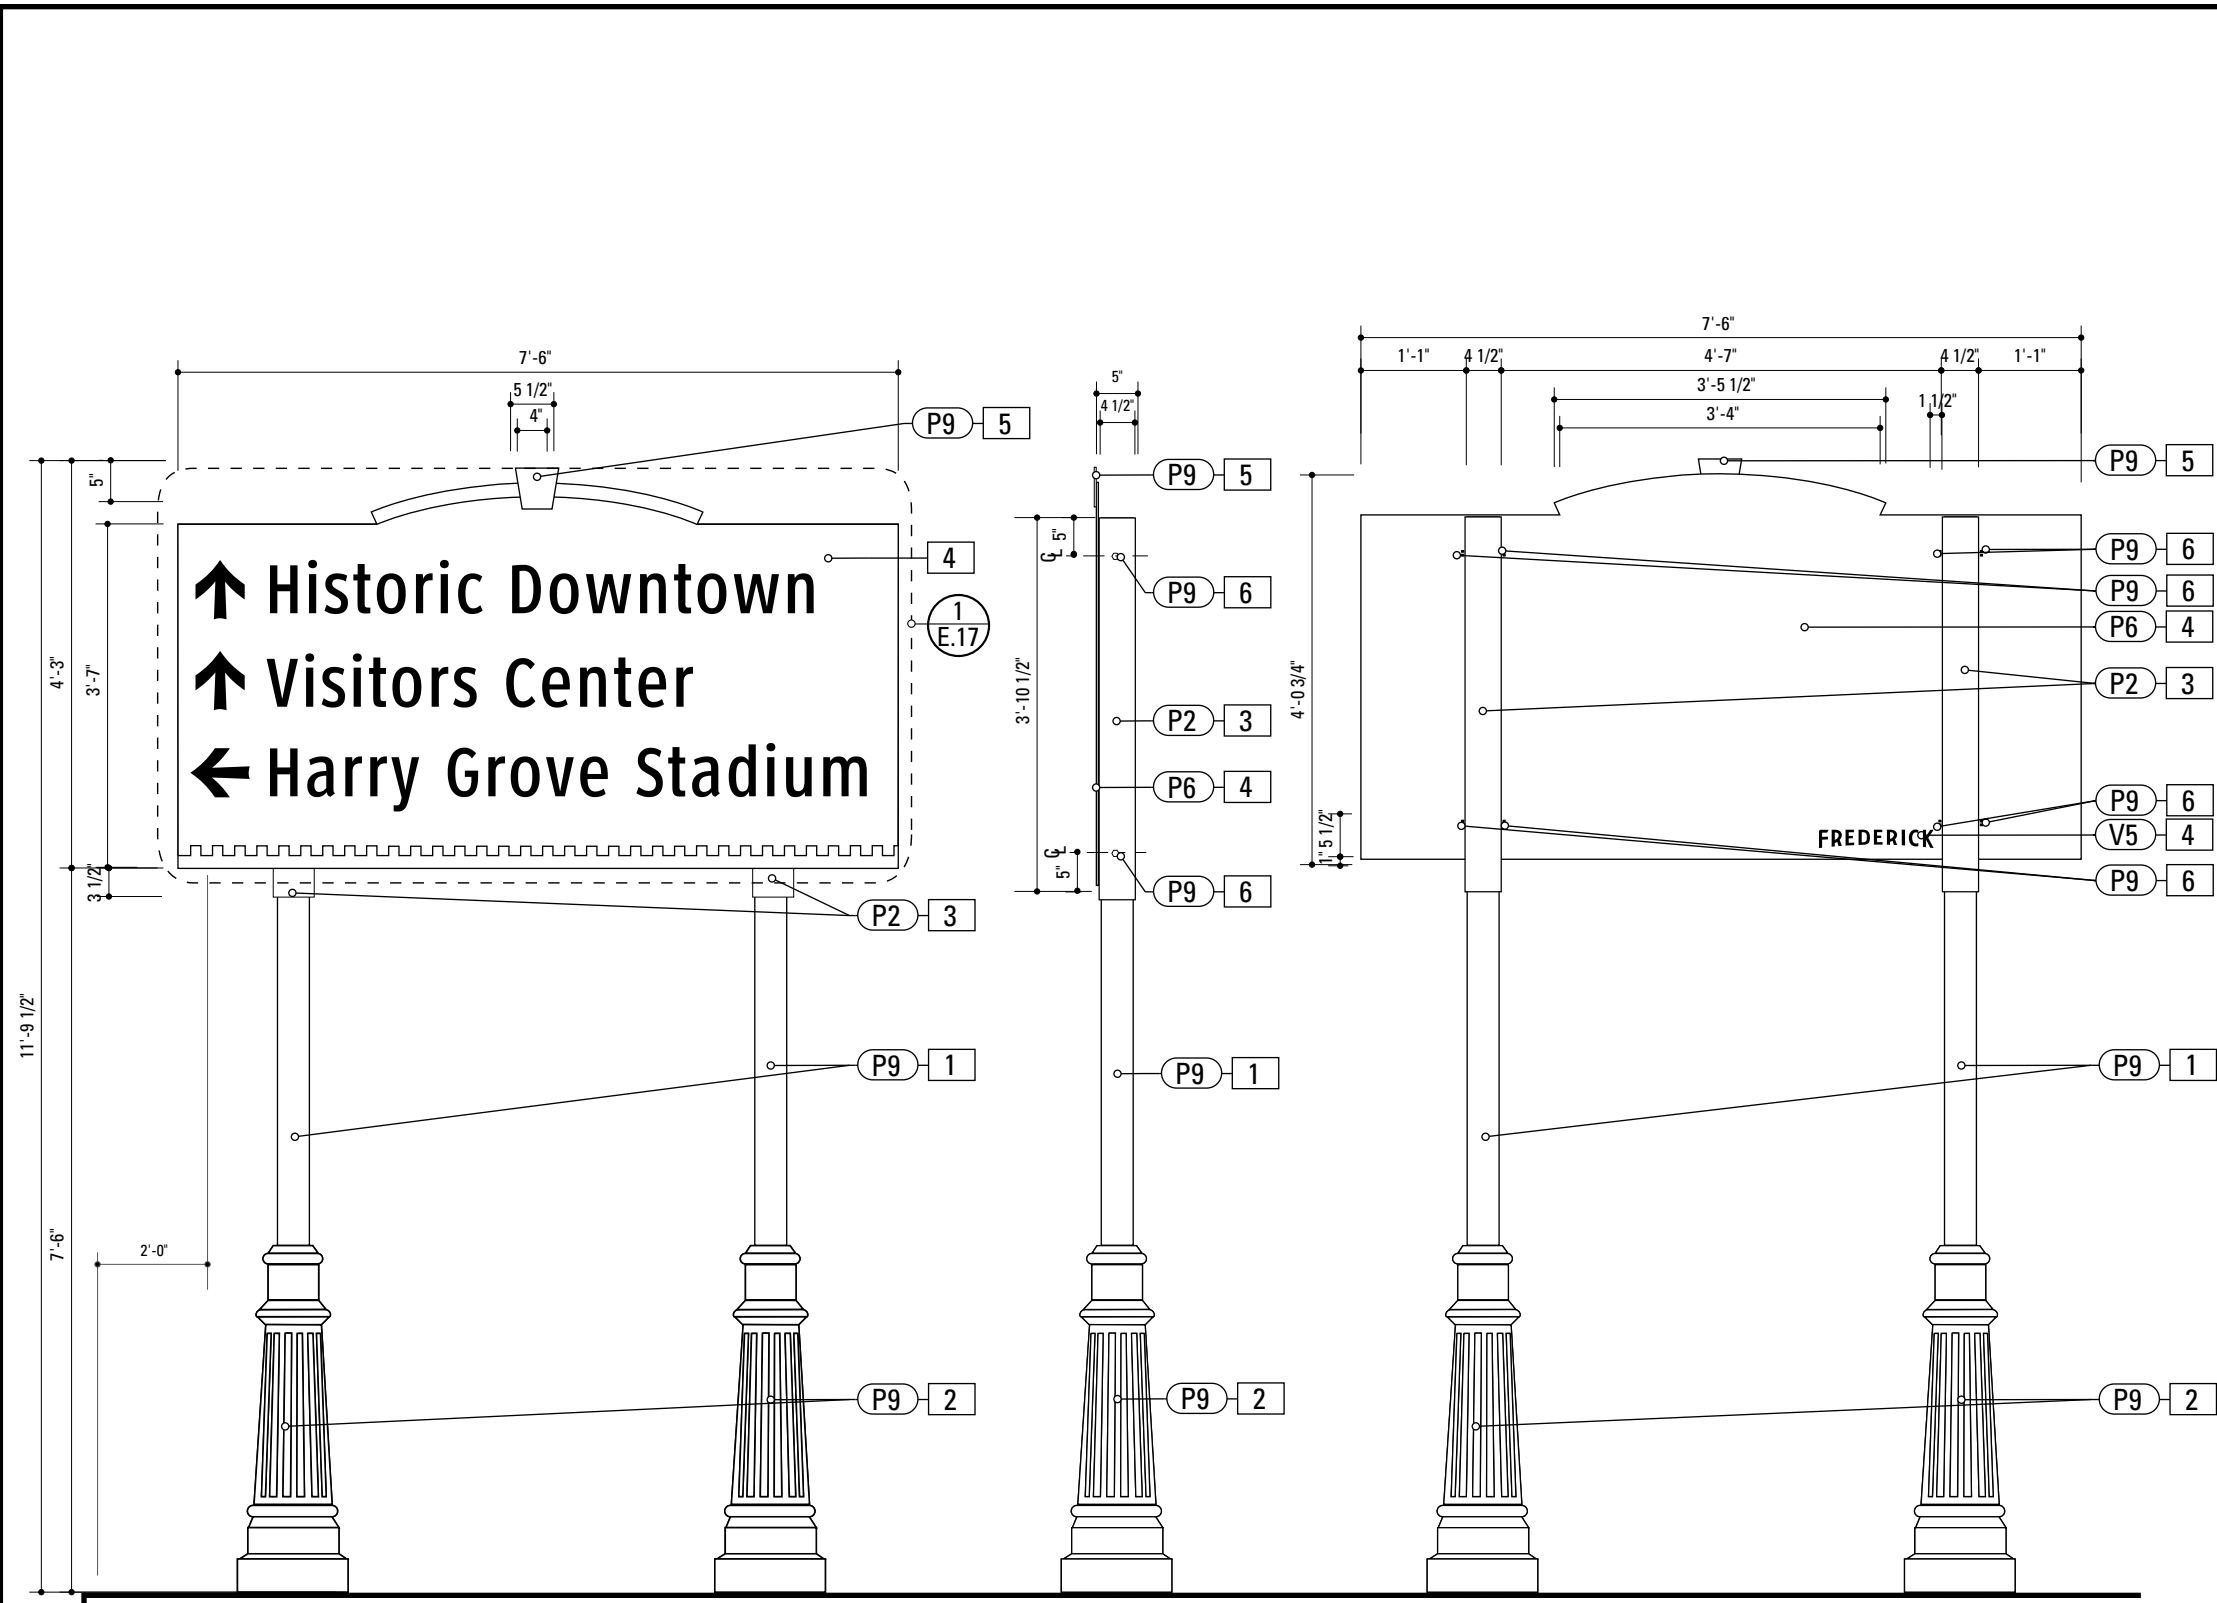 7'-6"
5 1/2"
4"
P9 5
5"
4'-3"
3'-7"
3 1/2"
11'-9 1/2"
7'-6"
2'-0"
↑ Historic Downtown
↑ Visitors Center
← Harry Grove Stadium
4
1
E.17
P2 3
P9 1
P9 2
5"
4 1/2"
P9 5
5"
CL
P9 6
3'-10 1/2"
P2 3
P6 4
CL
5"
P9 6
P9 1
P9 2
7'-6"
1'-1" 4 1/2" 4'-7" 4 1/2" 1'-1"
3'-5 1/2"
1 1/2"
3'-4"
4'-0 3/4"
5 1/2"
1"
FREDERICK
P9 5
P9 6
P9 6
P6 4
P2 3
P9 6
V5 4
P9 6
P9 1
P9 2